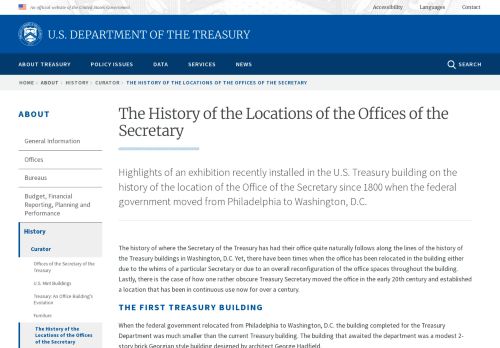 An official website of the United States Government
Accessibility
Languages
Contact
U.S. DEPARTMENT OF THE TREASURY
ABOUT TREASURY
POLICY ISSUES
DATA
SERVICES
NEWS
SEARCH
HOME › ABOUT › HISTORY › CURATOR › THE HISTORY OF THE LOCATIONS OF THE OFFICES OF THE SECRETARY
ABOUT
General Information
Offices
Bureaus
Budget, Financial
Reporting, Planning and
Performance
History
Curator
Offices of the Secretary of the
Treasury
U.S. Mint Buildings
Treasury: An Office Building's
Evolution
Furniture
The History of the
Locations of the Offices
of the Secretary
The History of the Locations of the Offices of the
Secretary
Highlights of an exhibition recently installed in the U.S. Treasury building on the
history of the location of the Office of the Secretary since 1800 when the federal
government moved from Philadelphia to Washington, D.C.
The history of where the Secretary of the Treasury has had their office quite naturally follows along the lines of the history of
the Treasury buildings in Washington, D.C. Yet, there have been times when the office has been relocated in the building either
due to the whims of a particular Secretary or due to an overall reconfiguration of the office spaces throughout the building.
Lastly, there is the case of how one rather obscure Treasury Secretary moved the office in the early 20th century and established
a location that has been in continuous use now for over a century.
THE FIRST TREASURY BUILDING
When the federal government relocated from Philadelphia to Washington, D.C. the building completed for the Treasury
Department was much smaller than the current Treasury building. The building that awaited the department was a modest 2-
story brick Georgian style building designed by architect George Hadfield.